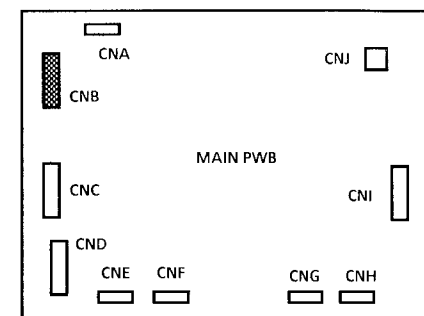 CNA
CNJ
CNB
MAIN PWB
CNC
CNI
CND
CNE CNF CNG CNH